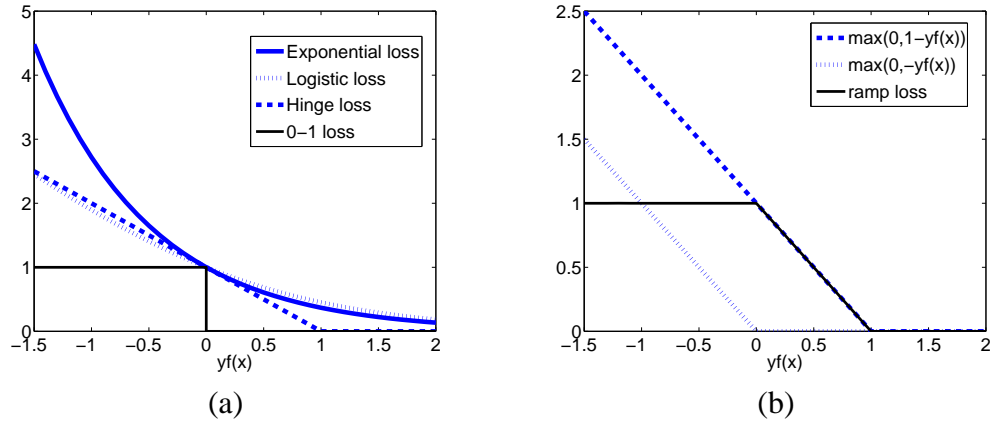 5
4
3
2
1
0
−1.5 −1 −0.5 0 0.5 1 1.5 2
yf(x)
Exponential loss
Logistic loss
Hinge loss
0−1 loss
(a)
2.5
2
1.5
1
0.5
0
−1.5 −1 −0.5 0 0.5 1 1.5 2
yf(x)
max(0,1−yf(x))
max(0,−yf(x))
ramp loss
(b)